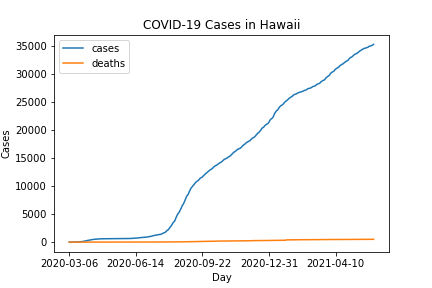 COVID-19 Cases in Hawaii
cases
deaths
35000
30000
25000
20000
15000
10000
5000
0
Cases
2020-03-06 2020-06-14 2020-09-22 2020-12-31 2021-04-10
Day